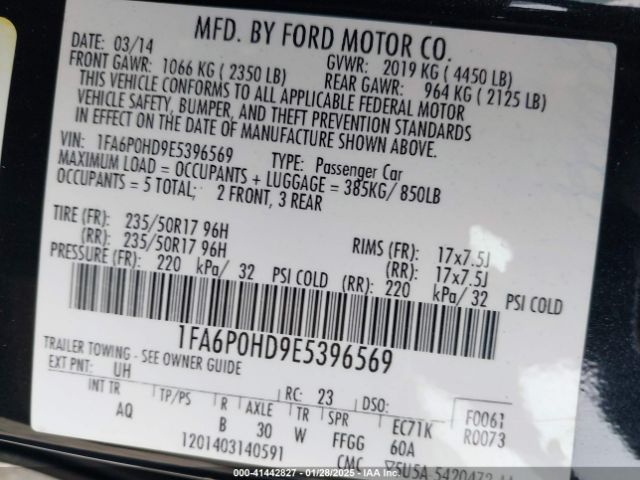 MFD. BY FORD MOTOR CO.
DATE: 03/14 GVWR: 2019 KG ( 4450 LB)
FRONT GAWR: 1066 KG ( 2350 LB) REAR GAWR: 964 KG ( 2125 LB)
THIS VEHICLE CONFORMS TO ALL APPLICABLE FEDERAL MOTOR
VEHICLE SAFETY, BUMPER, AND THEFT PREVENTION STANDARDS
IN EFFECT ON THE DATE OF MANUFACTURE SHOWN ABOVE.
VIN: 1FA6P0HD9E5396569 TYPE: Passenger Car
MAXIMUM LOAD = OCCUPANTS + LUGGAGE = 385KG/ 850LB
OCCUPANTS = 5 TOTAL; 2 FRONT, 3 REAR
TIRE (FR): 235/50R17 96H RIMS (FR): 17x7.5J
(RR): 235/50R17 96H (RR): 17x7.5J
PRESSURE (FR): 220 kPa/ 32 PSI COLD (RR): 220 kPa/ 32 PSI COLD
1FA6P0HD9E5396569
TRAILER TOWING - SEE OWNER GUIDE
EXT PNT: UH RC: 23 DSO: F0061
INT TR TP/PS R AXLE TR SPR EC71K R0073
AQ B 30 W FFGG 60A
1201403140591
00001-41442827 - 01/28/2025 - IAAI.COM